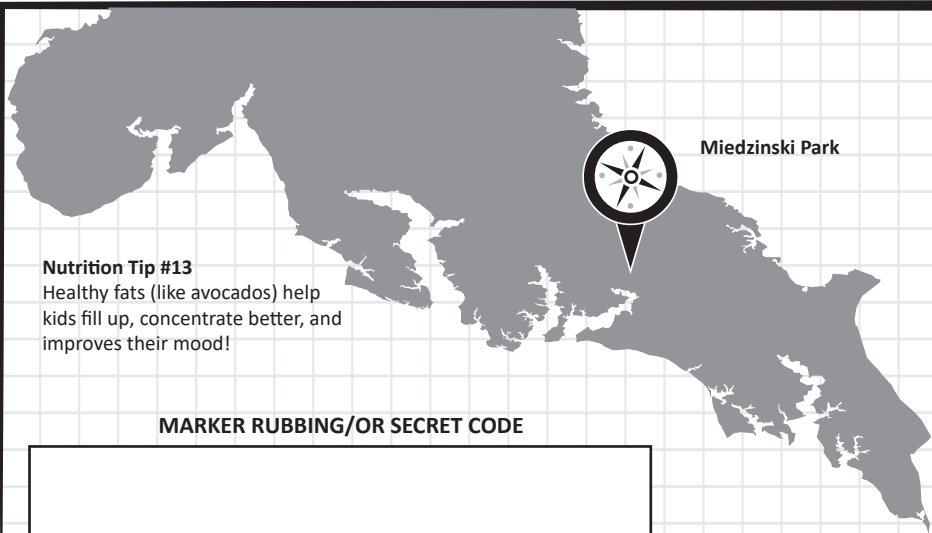 Miedzinski Park
Nutrition Tip #13
Healthy fats (like avocados) help
kids fill up, concentrate better, and
improves their mood!
MARKER RUBBING/OR SECRET CODE